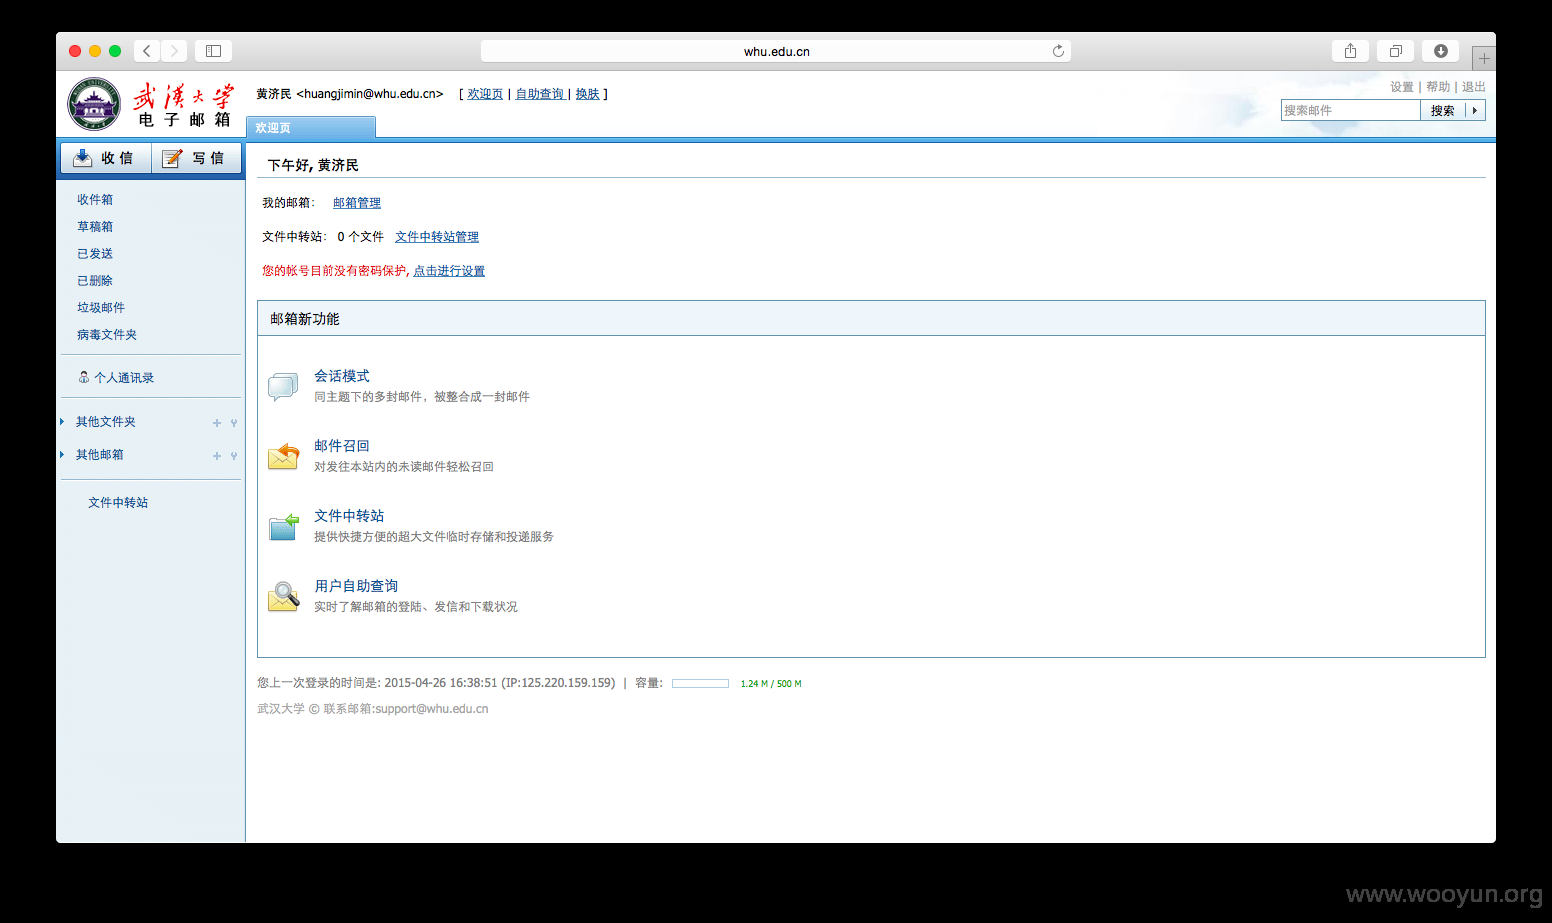 whu.edu.cn
武漢大学
电子邮箱
黄济民 <huangjimin@whu.edu.cn> [ 欢迎页 | 自助查询 | 换肤 ]
设置 | 帮助 | 退出
搜索邮件 搜索
欢迎页
收信 写信
收件箱
草稿箱
已发送
已删除
垃圾邮件
病毒文件夹
个人通讯录
其他文件夹
其他邮箱
文件中转站
下午好, 黄济民
我的邮箱: 邮箱管理
文件中转站: 0 个文件 文件中转站管理
您的帐号目前没有密码保护, 点击进行设置
邮箱新功能
会话模式
同主题下的多封邮件，被整合成一封邮件
邮件召回
对发往本站内的未读邮件轻松召回
文件中转站
提供快捷方便的超大文件临时存储和投递服务
用户自助查询
实时了解邮箱的登陆、发信和下载状况
您上一次登录的时间是: 2015-04-26 16:38:51 (IP:125.220.159.159) | 容量: 1.24 M / 500 M
武汉大学 © 联系邮箱:support@whu.edu.cn
www.wooyun.org